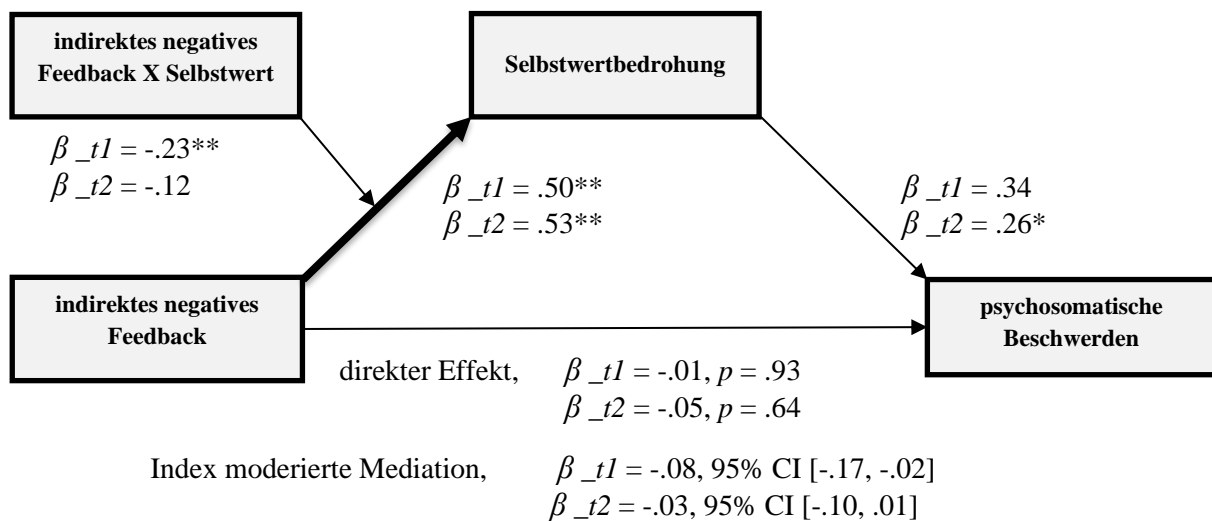 indirektes negatives
Feedback X Selbstwert
Selbstwertbedrohung
β _t1 = -.23**
β _t2 = -.12
β _t1 = .50**
β _t2 = .53**
β _t1 = .34
β _t2 = .26*
indirektes negatives
Feedback
psychosomatische
Beschwerden
direkter Effekt, β _t1 = -.01, p = .93
β _t2 = -.05, p = .64
Index moderierte Mediation, β _t1 = -.08, 95% CI [-.17, -.02]
β _t2 = -.03, 95% CI [-.10, .01]